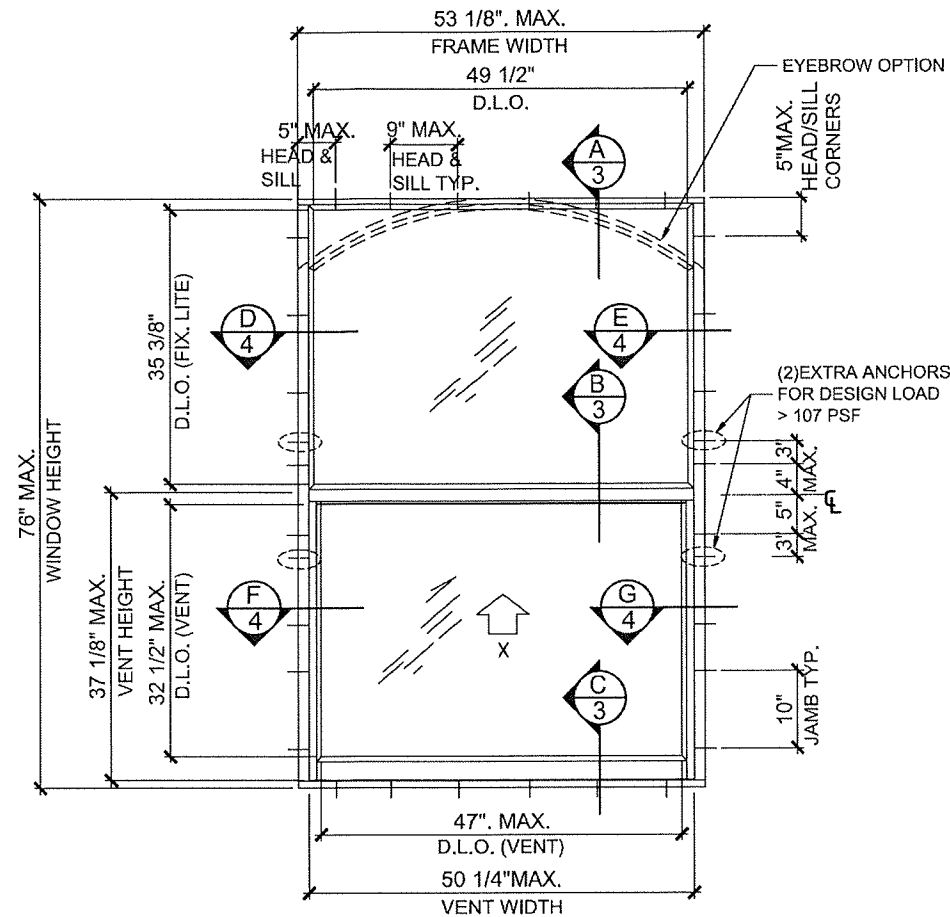 53 1/8". MAX.
FRAME WIDTH
49 1/2"
D.L.O.
EYEBROW OPTION
5" MAX.
HEAD &
SILL
9" MAX.
HEAD &
SILL TYP.
5"MAX.
HEAD/SILL
CORNERS
A
3
76" MAX.
WINDOW HEIGHT
35 3/8"
D.L.O. (FIX. LITE)
D
4
E
4
B
3
(2)EXTRA ANCHORS
FOR DESIGN LOAD
> 107 PSF
3"
4"
MAX.
5"
MAX.
3"
CL
37 1/8" MAX.
VENT HEIGHT
32 1/2" MAX.
D.L.O. (VENT)
F
4
G
4
X
C
3
10"
JAMB TYP.
47". MAX.
D.L.O. (VENT)
50 1/4"MAX.
VENT WIDTH